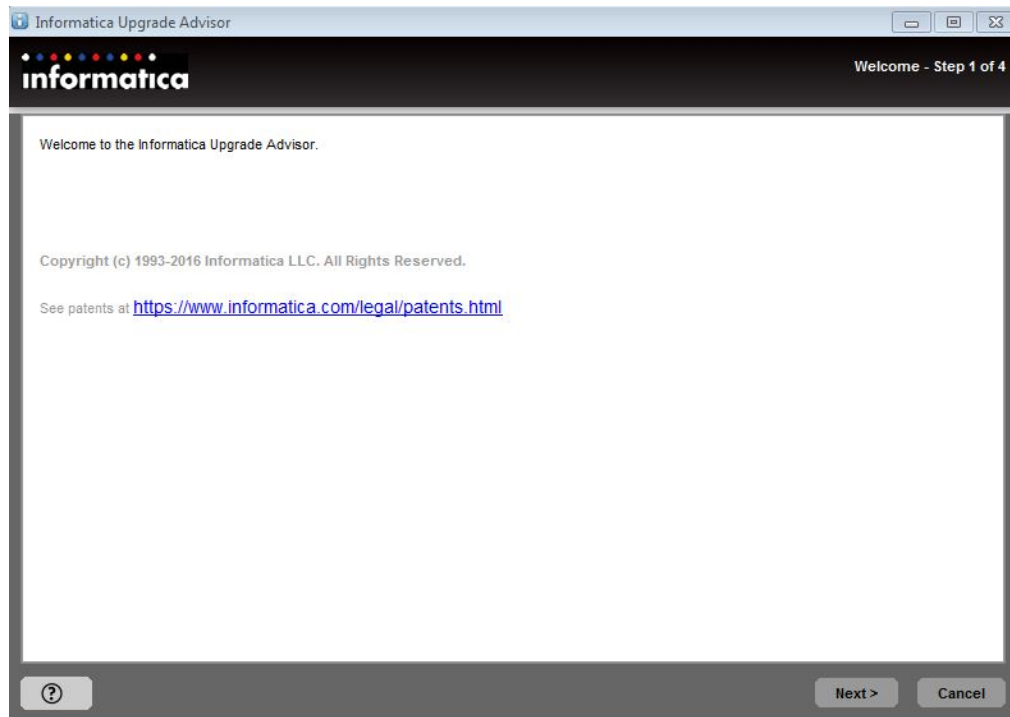 Informatica Upgrade Advisor
informatica
Welcome - Step 1 of 4
Welcome to the Informatica Upgrade Advisor.
Copyright (c) 1993-2016 Informatica LLC. All Rights Reserved.
See patents at https://www.informatica.com/legal/patents.html
?
Next >
Cancel